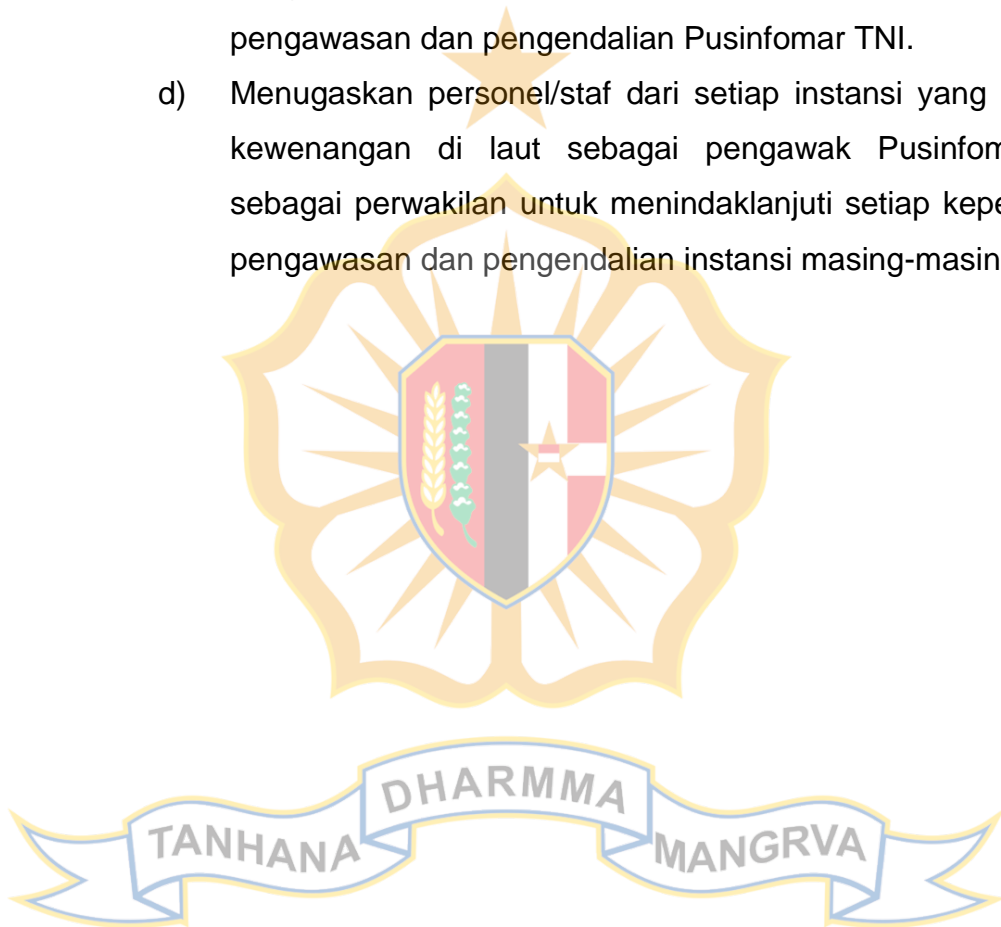 pengawasan dan pengendalian Pusinfomar TNI.
d) Menugaskan personel/staf dari setiap instansi yang
kewenangan di laut sebagai pengawak
sebagai perwakilan untuk menindaklanjuti setiap
pengawasan dan pengendalian instansi
TANHANA DHARMMA MANGRVA